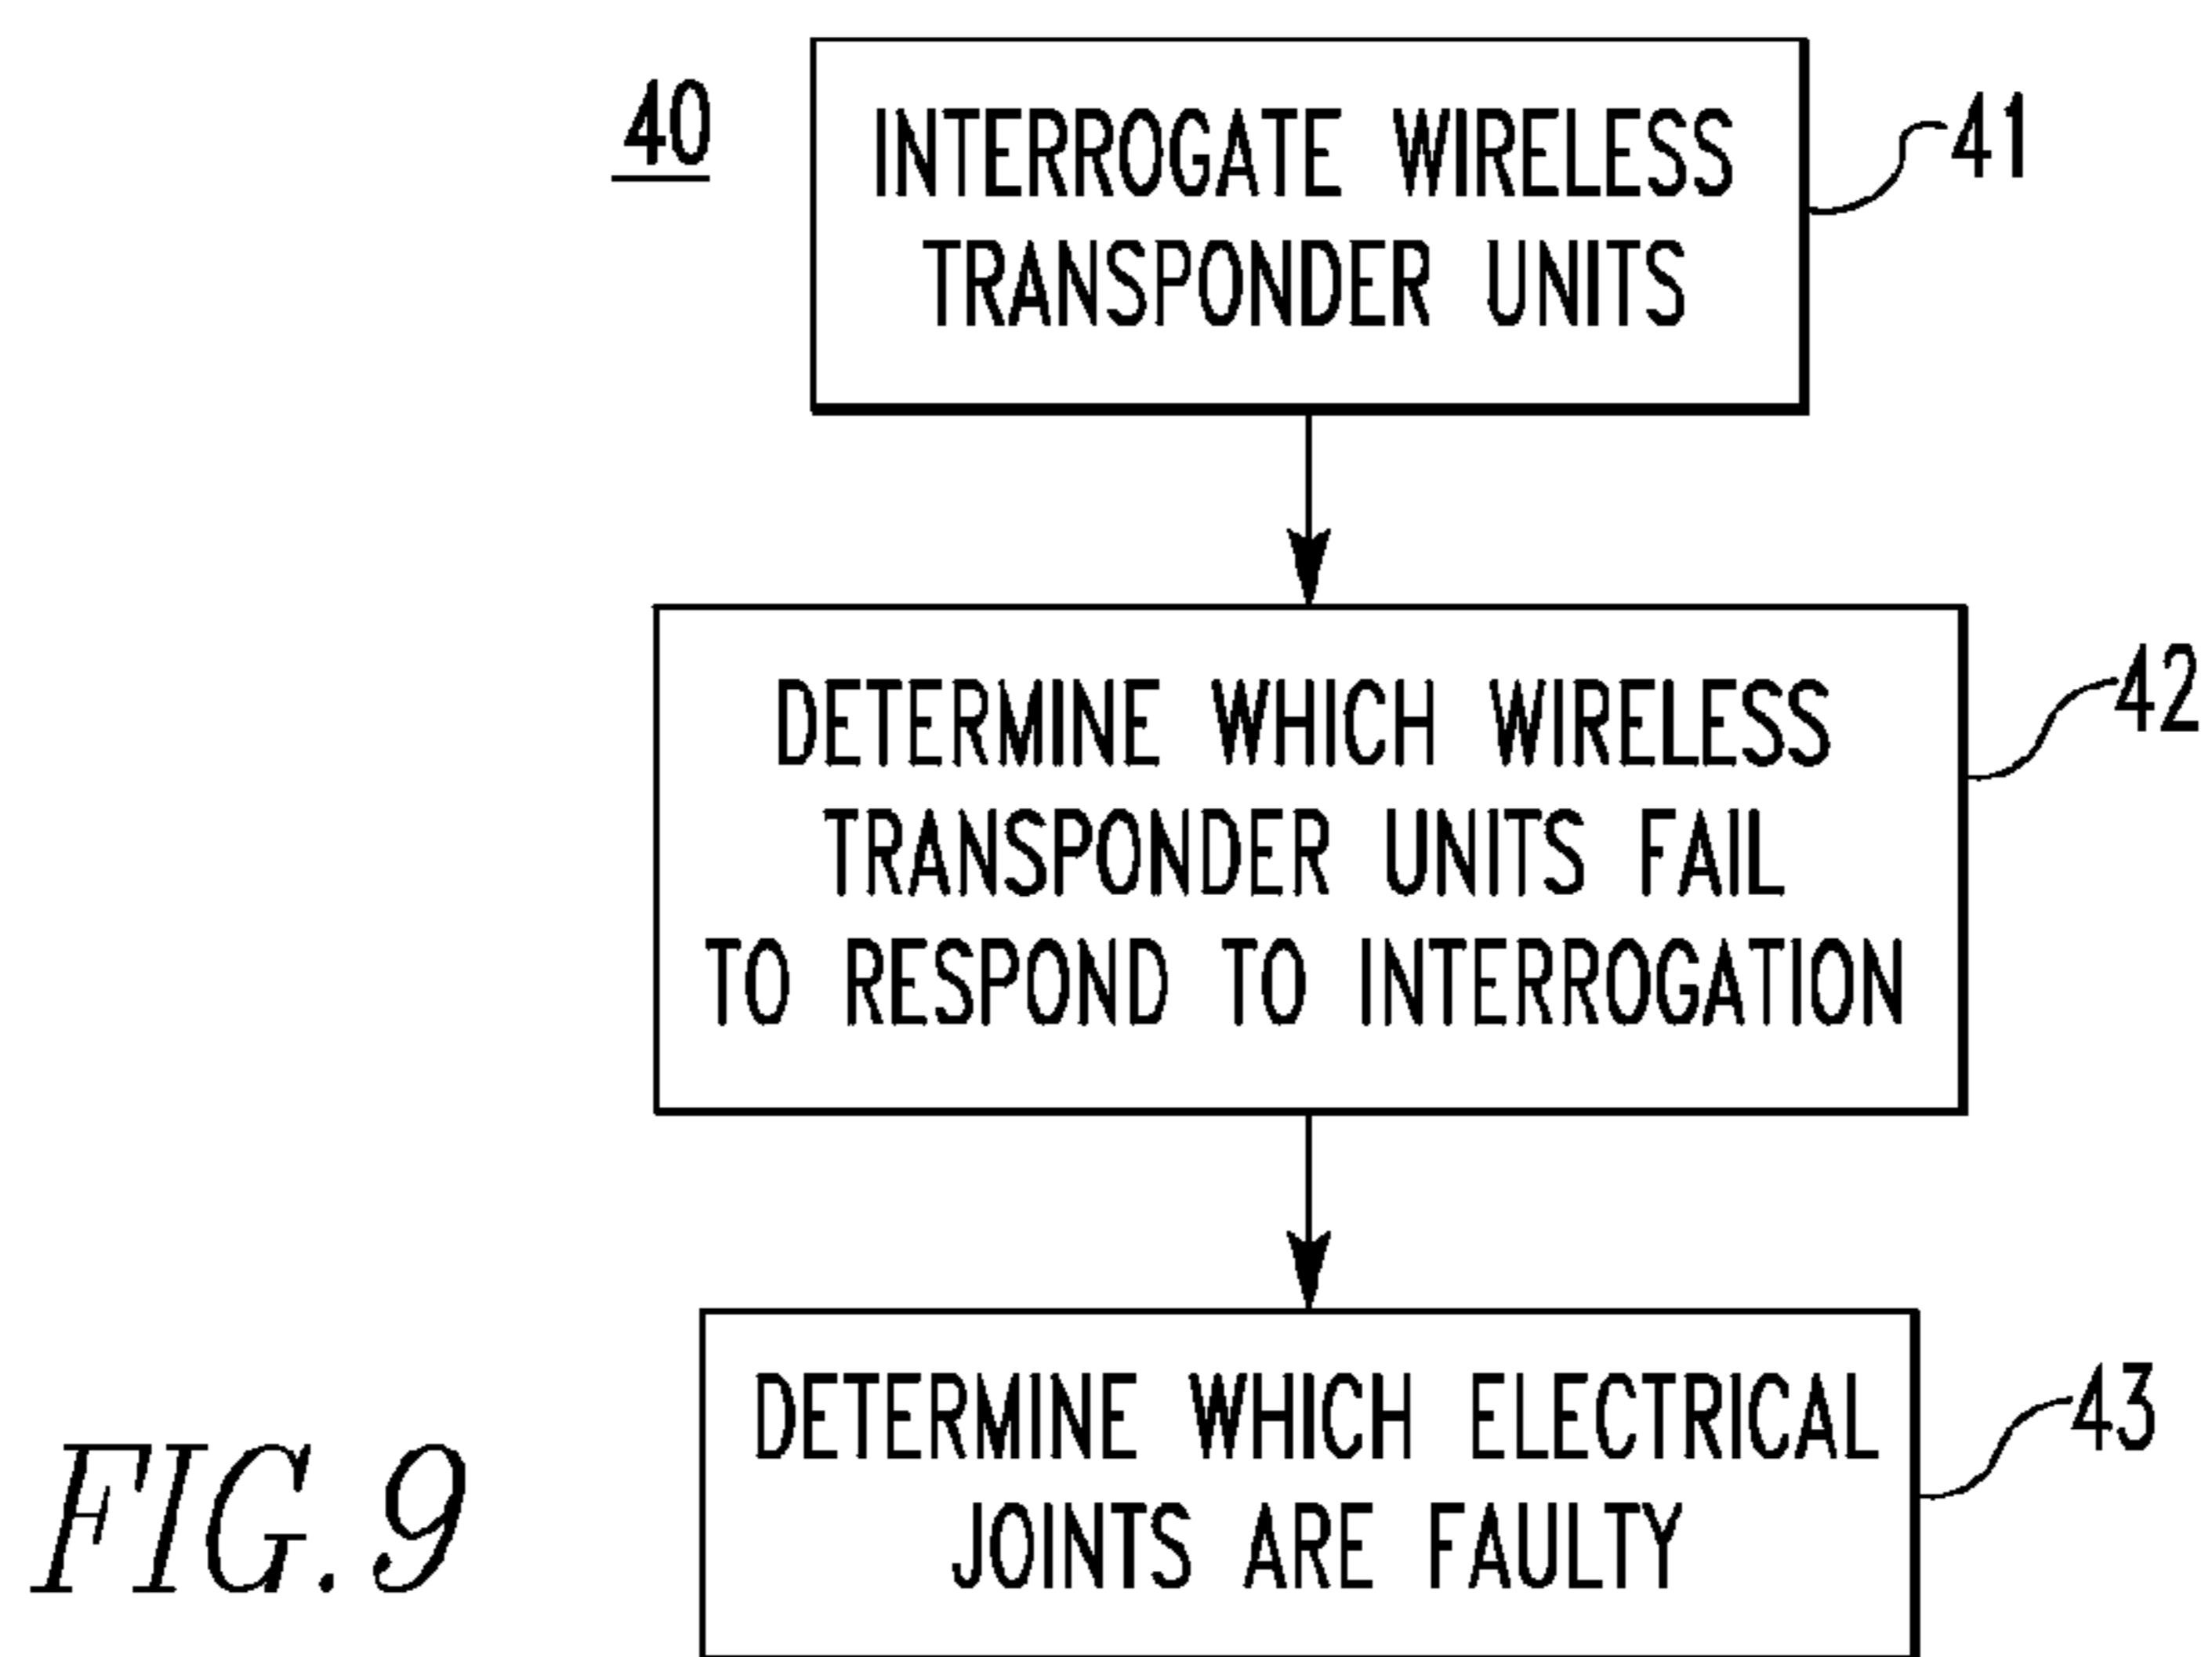 40
INTERROGATE WIRELESS
TRANSPONDER UNITS
41
DETERMINE WHICH WIRELESS
TRANSPONDER UNITS FAIL
TO RESPOND TO INTERROGATION
42
DETERMINE WHICH ELECTRICAL
JOINTS ARE FAULTY
43
FIG. 9